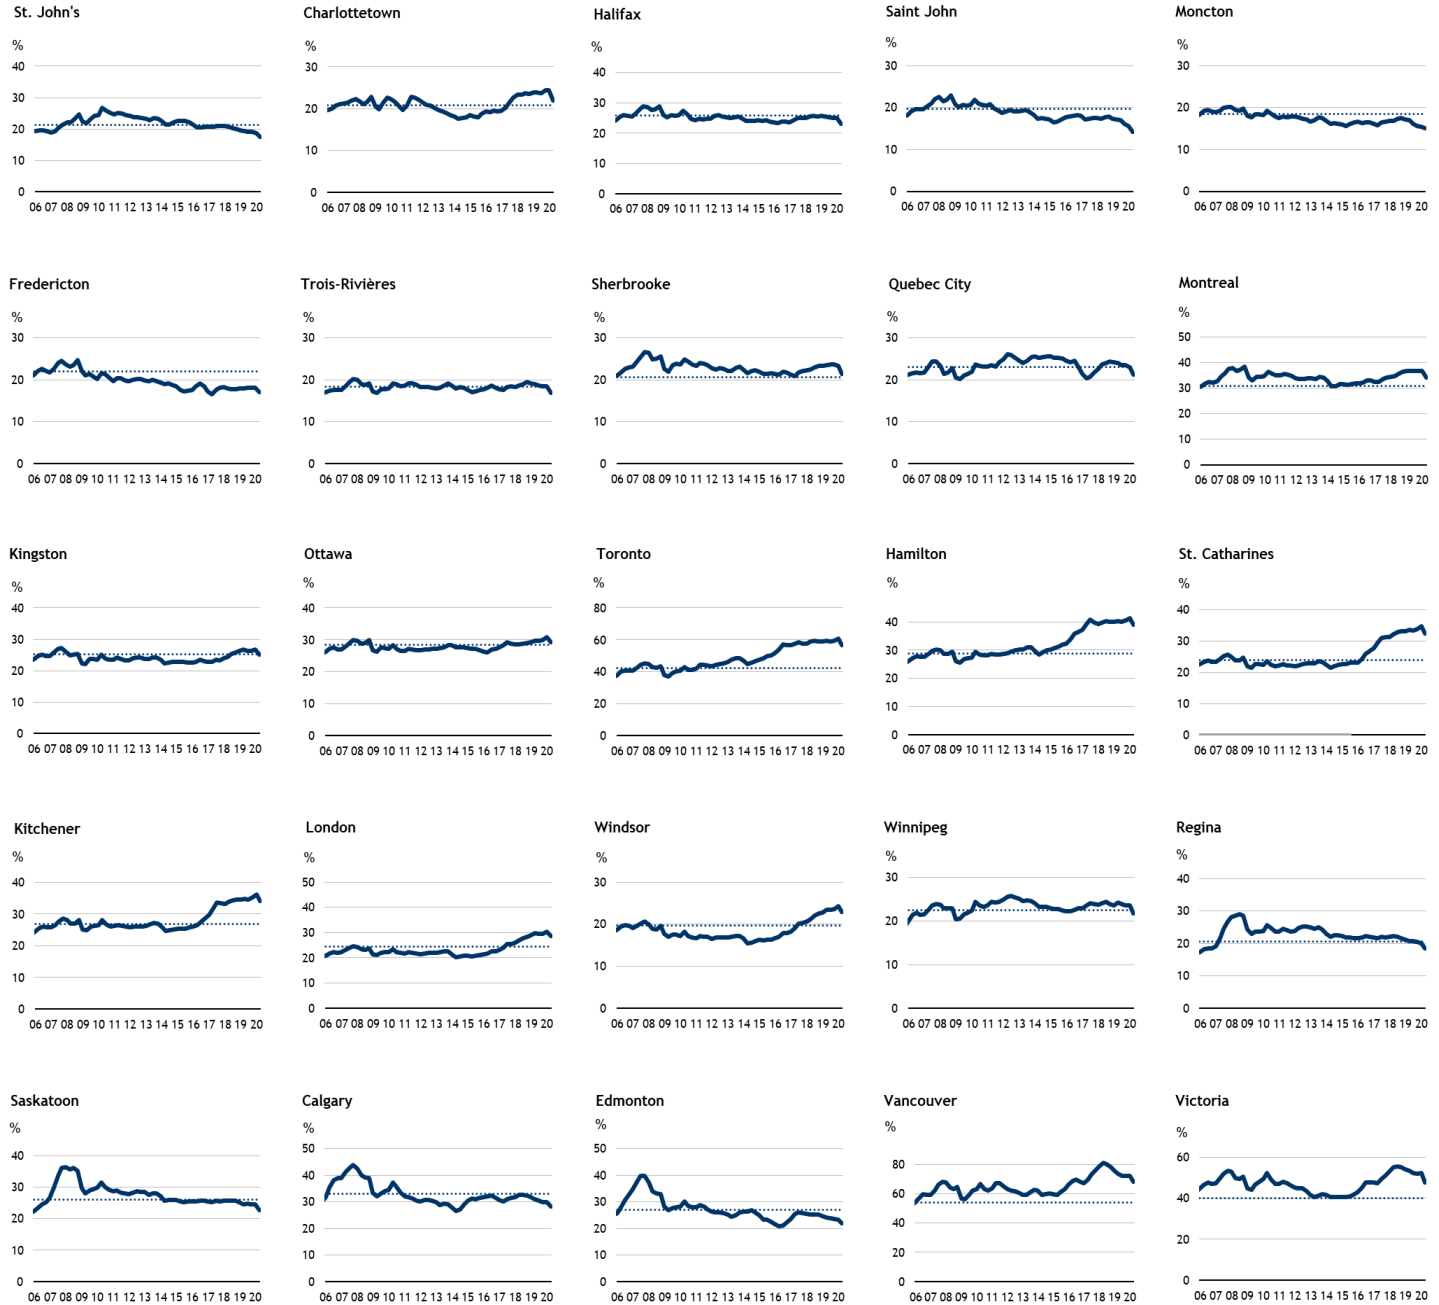 St. John's
Charlottetown
Halifax
Saint John
Moncton
%
%
%
%
%
40
30
20
10
0
30
20
10
0
40
30
20
10
0
30
20
10
0
30
20
10
0
06 07 08 09 10 11 12 13 14 15 16 17 18 19 20
06 07 08 09 10 11 12 13 14 15 16 17 18 19 20
06 07 08 09 10 11 12 13 14 15 16 17 18 19 20
06 07 08 09 10 11 12 13 14 15 16 17 18 19 20
06 07 08 09 10 11 12 13 14 15 16 17 18 19 20
Fredericton
Trois-Rivières
Sherbrooke
Quebec City
Montreal
%
%
%
%
%
30
20
10
0
30
20
10
0
30
20
10
0
30
20
10
0
50
40
30
20
10
0
06 07 08 09 10 11 12 13 14 15 16 17 18 19 20
06 07 08 09 10 11 12 13 14 15 16 17 18 19 20
06 07 08 09 10 11 12 13 14 15 16 17 18 19 20
06 07 08 09 10 11 12 13 14 15 16 17 18 19 20
06 07 08 09 10 11 12 13 14 15 16 17 18 19 20
Kingston
Ottawa
Toronto
Hamilton
St. Catharines
%
%
%
%
%
40
30
20
10
0
40
30
20
10
0
80
60
40
20
0
40
30
20
10
0
40
30
20
10
0
06 07 08 09 10 11 12 13 14 15 16 17 18 19 20
06 07 08 09 10 11 12 13 14 15 16 17 18 19 20
06 07 08 09 10 11 12 13 14 15 16 17 18 19 20
06 07 08 09 10 11 12 13 14 15 16 17 18 19 20
06 07 08 09 10 11 12 13 14 15 16 17 18 19 20
Kitchener
London
Windsor
Winnipeg
Regina
%
%
%
%
%
40
30
20
10
0
50
40
30
20
10
0
30
20
10
0
30
20
10
0
40
30
20
10
0
06 07 08 09 10 11 12 13 14 15 16 17 18 19 20
06 07 08 09 10 11 12 13 14 15 16 17 18 19 20
06 07 08 09 10 11 12 13 14 15 16 17 18 19 20
06 07 08 09 10 11 12 13 14 15 16 17 18 19 20
06 07 08 09 10 11 12 13 14 15 16 17 18 19 20
Saskatoon
Calgary
Edmonton
Vancouver
Victoria
%
%
%
%
%
40
30
20
10
0
50
40
30
20
10
0
50
40
30
20
10
0
80
60
40
20
0
60
40
20
0
06 07 08 09 10 11 12 13 14 15 16 17 18 19 20
06 07 08 09 10 11 12 13 14 15 16 17 18 19 20
06 07 08 09 10 11 12 13 14 15 16 17 18 19 20
06 07 08 09 10 11 12 13 14 15 16 17 18 19 20
06 07 08 09 10 11 12 13 14 15 16 17 18 19 20